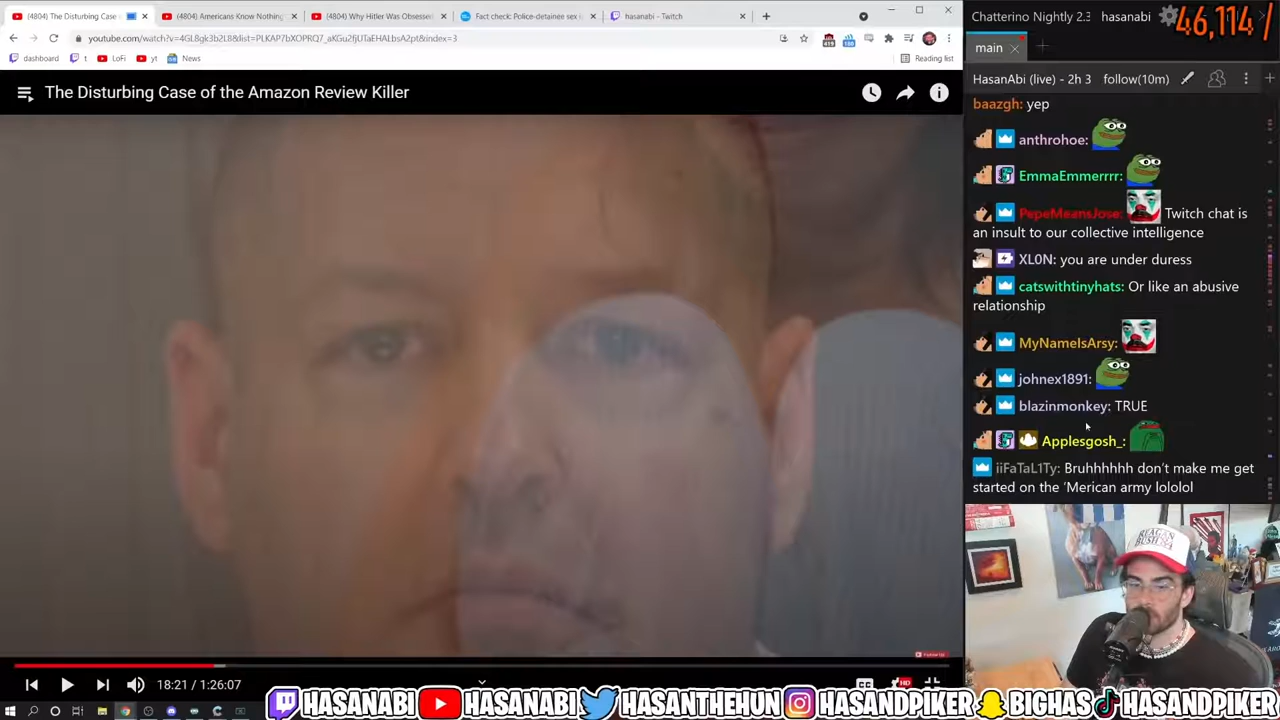 (4804) The Disturbing Case
(4804) Americans Know Nothing
(4804) Why Hitler Was Obsessed
Fact check: Police-detainee sex
hasanabi - Twitch
youtube.com/watch?v=4GL8gk3b2L8&list=PLKAP7bXOPRQ7_aKGu2fjUTaEHALbsA2pt&index=3
dashboard
t
LoFi
yt
News
Reading list
The Disturbing Case of the Amazon Review Killer
18:21 / 1:26:07
HD
Chatterino Nightly 2.3
hasanabi
46,114 /
main
HasanAbi (live) - 2h 3
follow(10m)
baazgh: yep
anthrohoe:
EmmaEmmerrrr:
PepeMeansJose: Twitch chat is
an insult to our collective intelligence
XL0N: you are under duress
catswithtinyhats: Or like an abusive
relationship
MyNameIsArsy:
johnex1891:
blazinmonkey: TRUE
Applesgosh_:
iiFaTaL1Ty: Bruhhhhhh don't make me get
started on the 'Merican army lololol
HASANABI HASANABI HASANTHEHUN HASANDPIKER BIGHAS HASANDPIKER